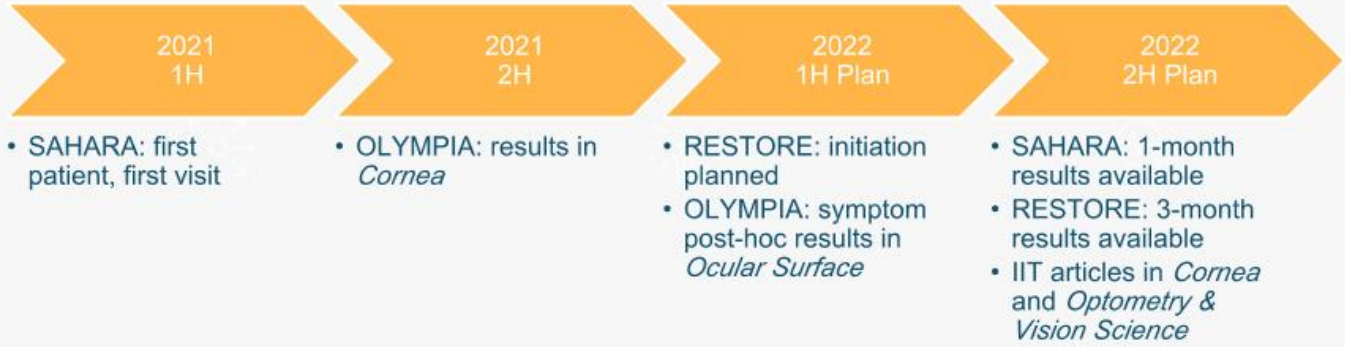 2021
1H
2021
2H
2022
1H Plan
2022
2H Plan
• SAHARA: first
patient, first visit
• OLYMPIA: results in
Cornea
• RESTORE: initiation
planned
• OLYMPIA: symptom
post-hoc results in
Ocular Surface
• SAHARA: 1-month
results available
• RESTORE: 3-month
results available
• IIT articles in Cornea
and Optometry &
Vision Science